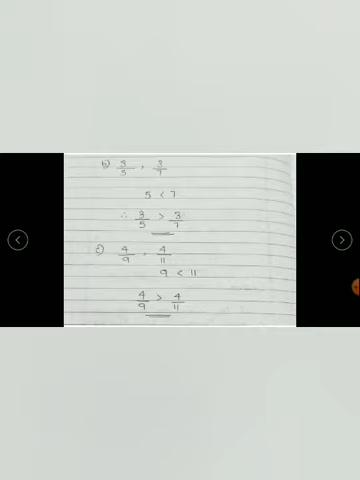 b) 3/5 , 3/7
5 < 7
∴ 3/5 > 3/7
c) 4/9 , 4/11
9 < 11
4/9 > 4/11